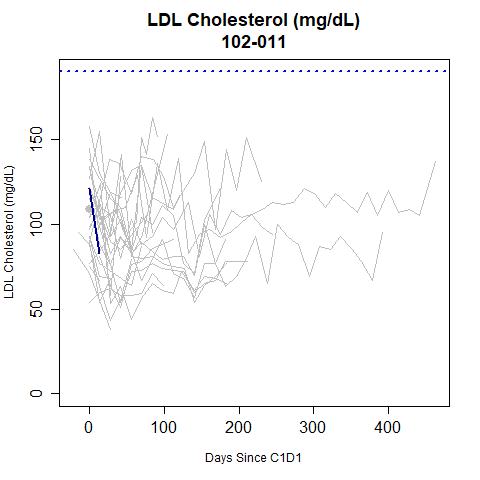 LDL Cholesterol (mg/dL)
102-011
LDL Cholesterol (mg/dL)
150
100
50
0
0 100 200 300 400
Days Since C1D1